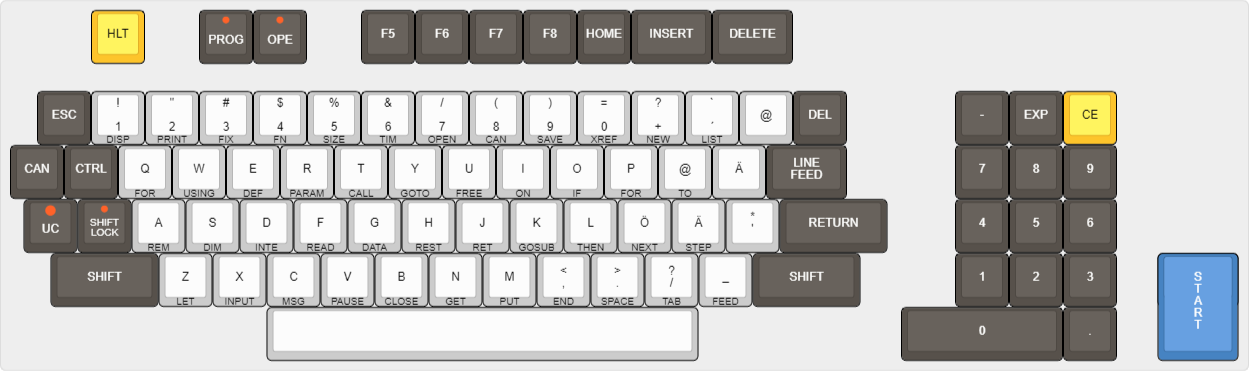 HLT PROG OPE F5 F6 F7 F8 HOME INSERT DELETE
ESC ! " # $ % & / ( ) = ? ` @ DEL - EXP CE
1 2 3 4 5 6 7 8 9 0 + ´
DISP PRINT FIX FN SIZE TIM OPEN CAN SAVE XREF NEW LIST
CAN CTRL Q W E R T Y U I O P @ Ä LINE FEED 7 8 9
FOR USING DEF PARAM CALL GOTO FREE ON IF FOR TO
UC SHIFT LOCK A S D F G H J K L Ö Ä * ' RETURN 4 5 6
REM DIM INTE READ DATA REST RET GOSUB THEN NEXT STEP
SHIFT Z X C V B N M < , > . ? / _ SHIFT 1 2 3
LET INPUT MSG PAUSE CLOSE GET PUT END SPACE TAB FEED
0 . START